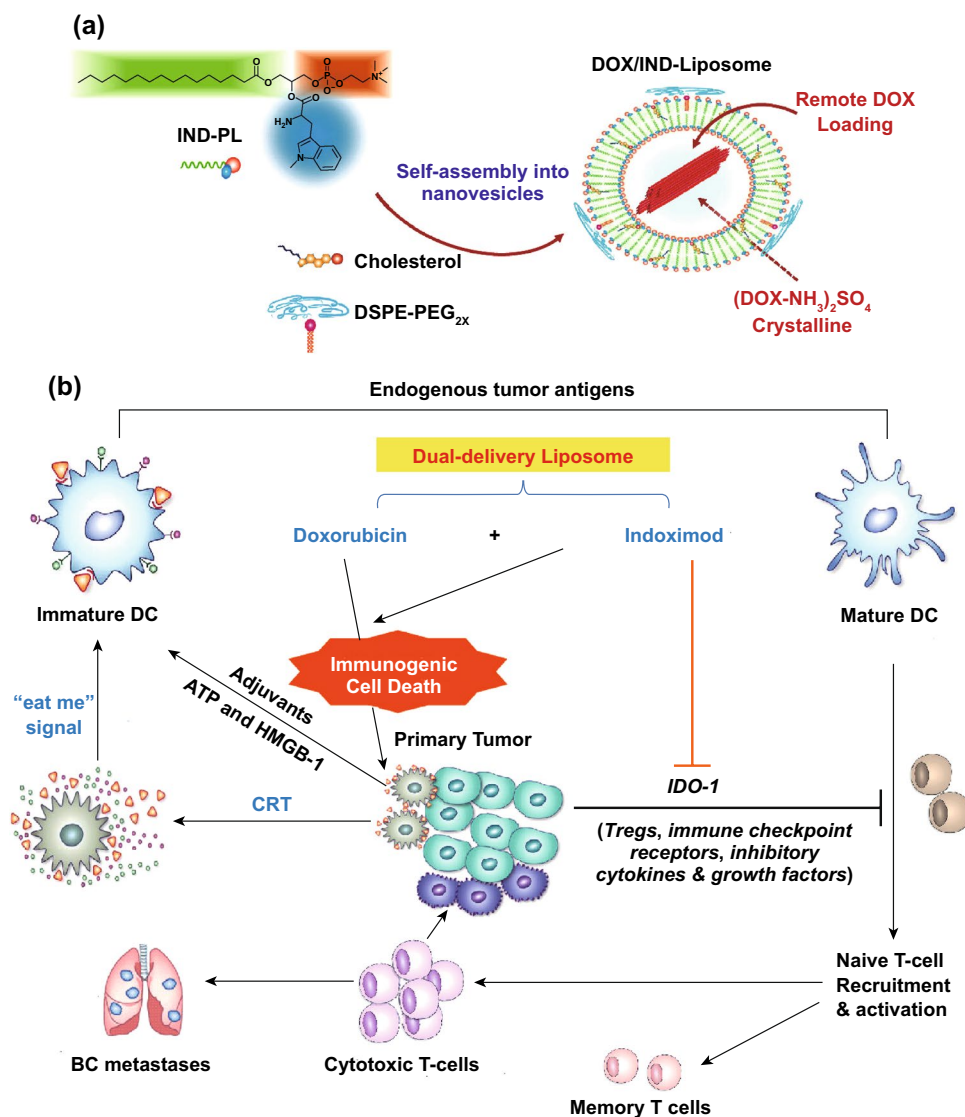 (a)
DOX/IND-Liposome
Remote DOX
Loading
O
O
O
P
O
O⁻
O
N⁺
O
O
H₂N
N
IND-PL
Self-assembly into
nanovesicles
Cholesterol
DSPE-PEG₂ₓ
(DOX-NH₃)₂SO₄
Crystalline
(b)
Endogenous tumor antigens
Dual-delivery Liposome
Doxorubicin
+
Indoximod
Immature DC
Mature DC
Immunogenic
Cell Death
Adjuvants
ATP and HMGB-1
"eat me"
signal
Primary Tumor
CRT
IDO-1
(Tregs, immune checkpoint
receptors, inhibitory
cytokines & growth factors)
Naive T-cell
Recruitment
& activation
BC metastases
Cytotoxic T-cells
Memory T cells